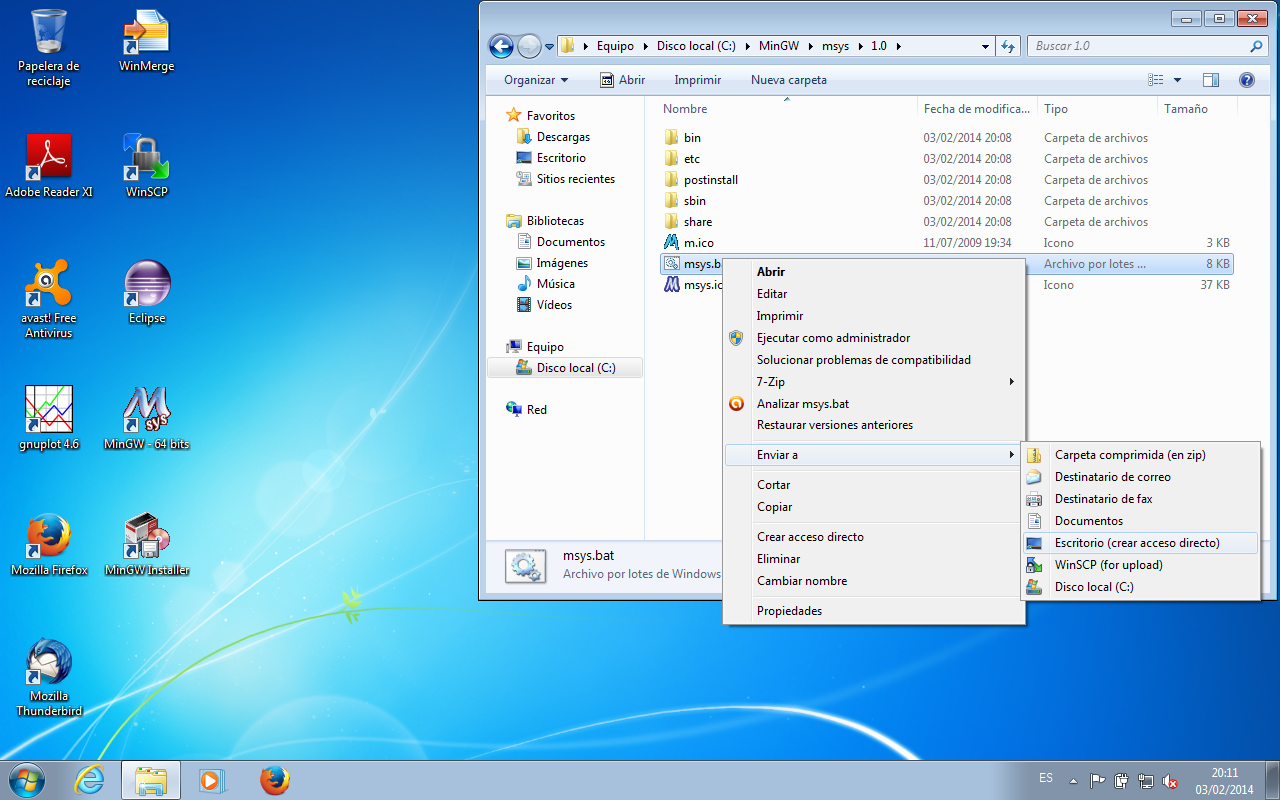 Papelera de
reciclaje
WinMerge
Adobe Reader XI
WinSCP
avast! Free
Antivirus
Eclipse
gnuplot 4.6
MinGW - 64 bits
Mozilla Firefox
MinGW Installer
Mozilla
Thunderbird
Equipo Disco local (C:) MinGW msys 1.0
Buscar 1.0
Organizar Abrir Imprimir Nueva carpeta
Favoritos
Descargas
Escritorio
Sitios recientes
Bibliotecas
Documentos
Imágenes
Música
Vídeos
Equipo
Disco local (C:)
Red
Nombre Fecha de modifica... Tipo Tamaño
bin 03/02/2014 20:08 Carpeta de archivos
etc 03/02/2014 20:08 Carpeta de archivos
postinstall 03/02/2014 20:08 Carpeta de archivos
sbin 03/02/2014 20:08 Carpeta de archivos
share 03/02/2014 20:08 Carpeta de archivos
m.ico 11/07/2009 19:34 Icono 3 KB
msys.b Archivo por lotes ... 8 KB
msys.ic Icono 37 KB
Abrir
Editar
Imprimir
Ejecutar como administrador
Solucionar problemas de compatibilidad
7-Zip
Analizar msys.bat
Restaurar versiones anteriores
Enviar a
Cortar
Copiar
Crear acceso directo
Eliminar
Cambiar nombre
Propiedades
Carpeta comprimida (en zip)
Destinatario de correo
Destinatario de fax
Documentos
Escritorio (crear acceso directo)
WinSCP (for upload)
Disco local (C:)
msys.bat
Archivo por lotes de Windows
ES
20:11
03/02/2014